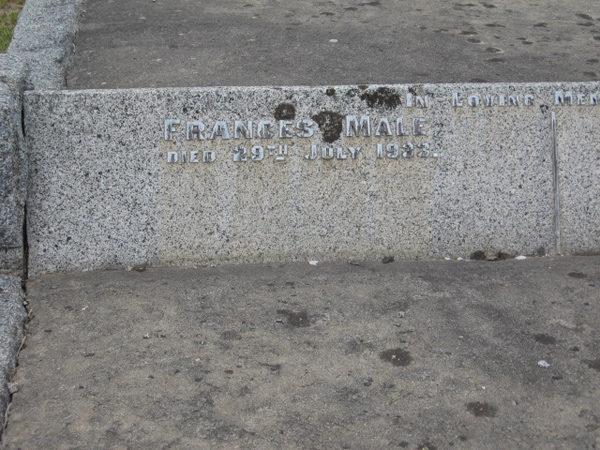 In Loving Mem
Frances Male
Died 29th July 1933.